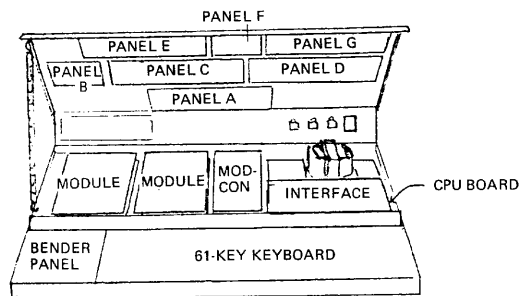 PANEL F
PANEL E
PANEL G
PANEL
B
PANEL C
PANEL D
PANEL A
MODULE
MODULE
MOD-
CON
INTERFACE
CPU BOARD
BENDER
PANEL
61-KEY KEYBOARD